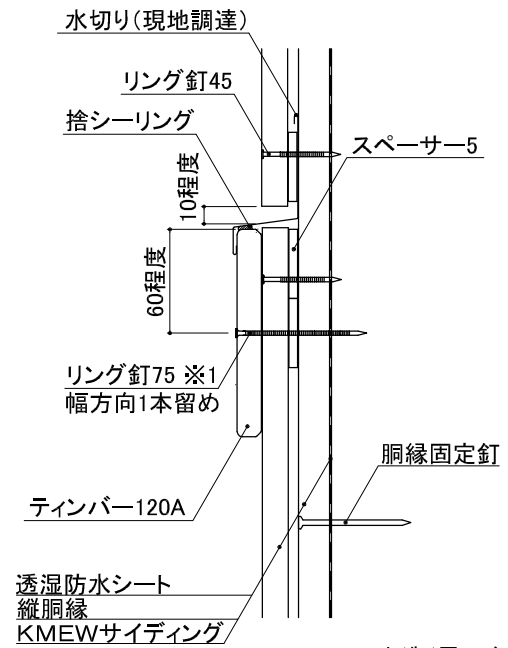 水切り(現地調達)
リング釘45
捨シーリング
スペーサー5
10程度
60程度
リング釘75 ※1
幅方向1本留め
胴縁固定釘
ティンバー120A
透湿防水シート
縦胴縁
KMEWサイディング